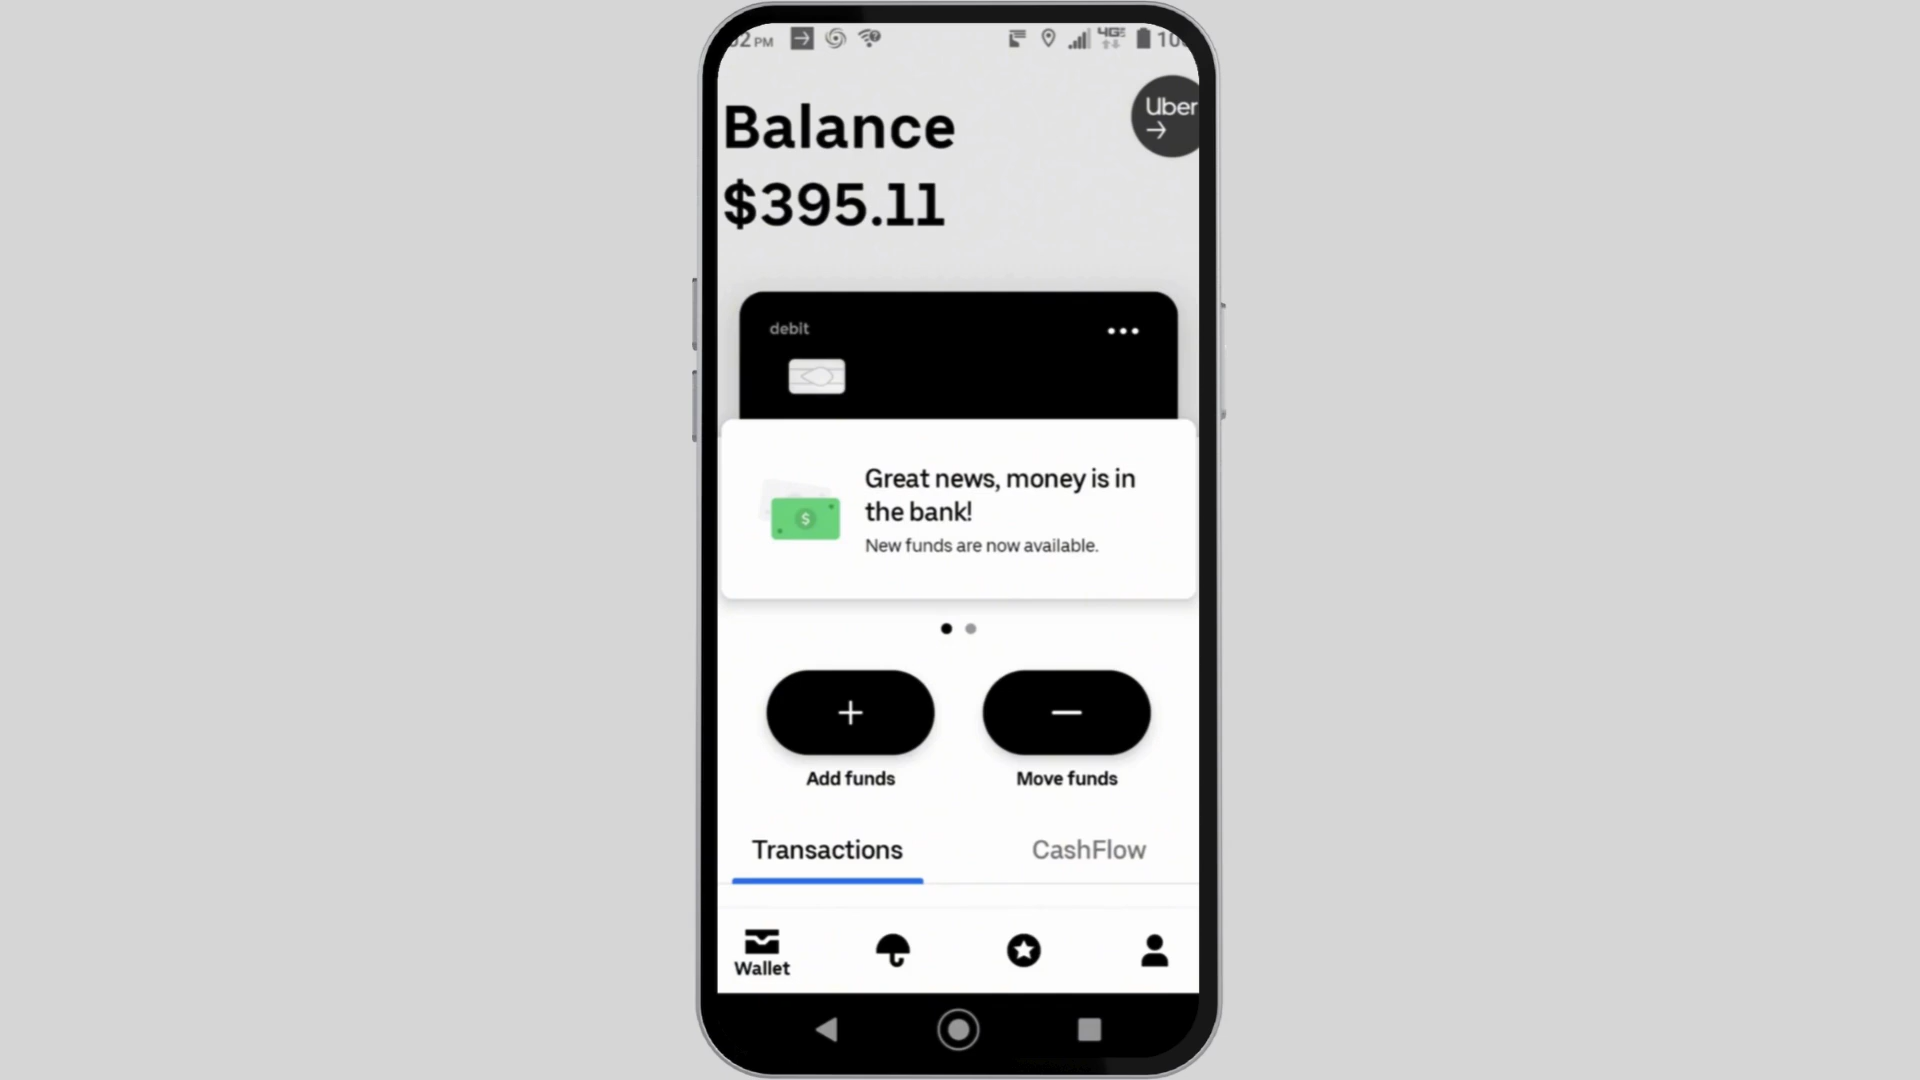 PM
4G
Balance
Uber
$395.11
debit
Great news, money is in
the bank!
$
New funds are now available.
Add funds
Move funds
Transactions
CashFlow
Wallet